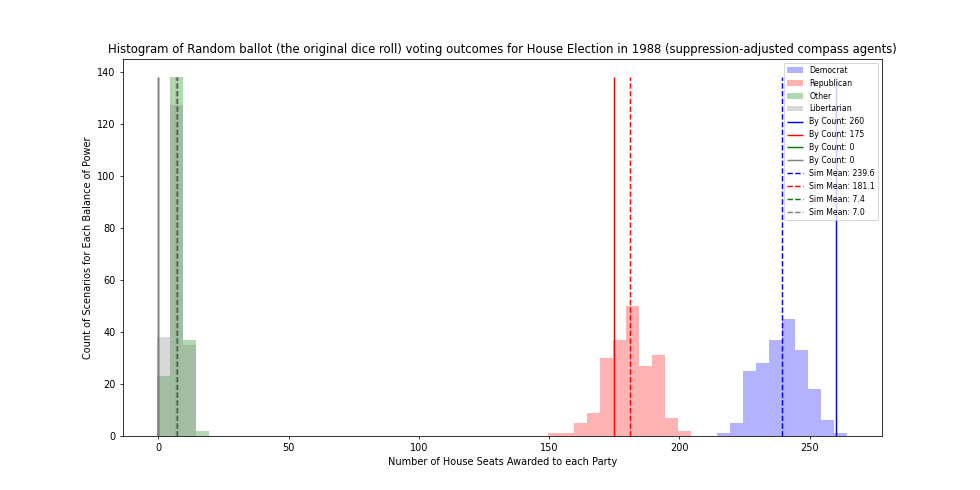 Histogram of Random ballot (the original dice roll) voting outcomes for House Election in 1988 (suppression-adjusted compass agents)
Count of Scenarios for Each Balance of Power
140
120
100
80
60
40
20
0
0 50 100 150 200 250
Number of House Seats Awarded to each Party
Democrat
Republican
Other
Libertarian
By Count: 260
By Count: 175
By Count: 0
By Count: 0
Sim Mean: 239.6
Sim Mean: 181.1
Sim Mean: 7.4
Sim Mean: 7.0